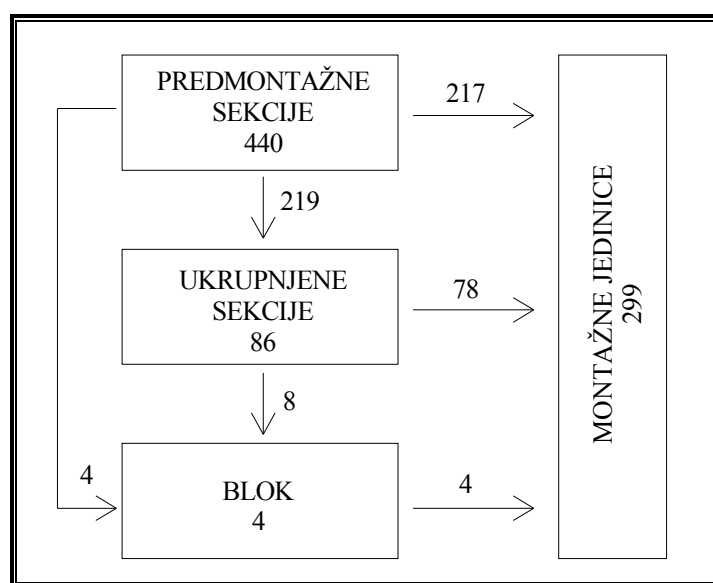 PREDMONTAŽNE
SEKCIJE
440
217
219
UKRUPNJENE
SEKCIJE
86
78
8
4
BLOK
4
4
MONTAŽNE JEDINICE
299